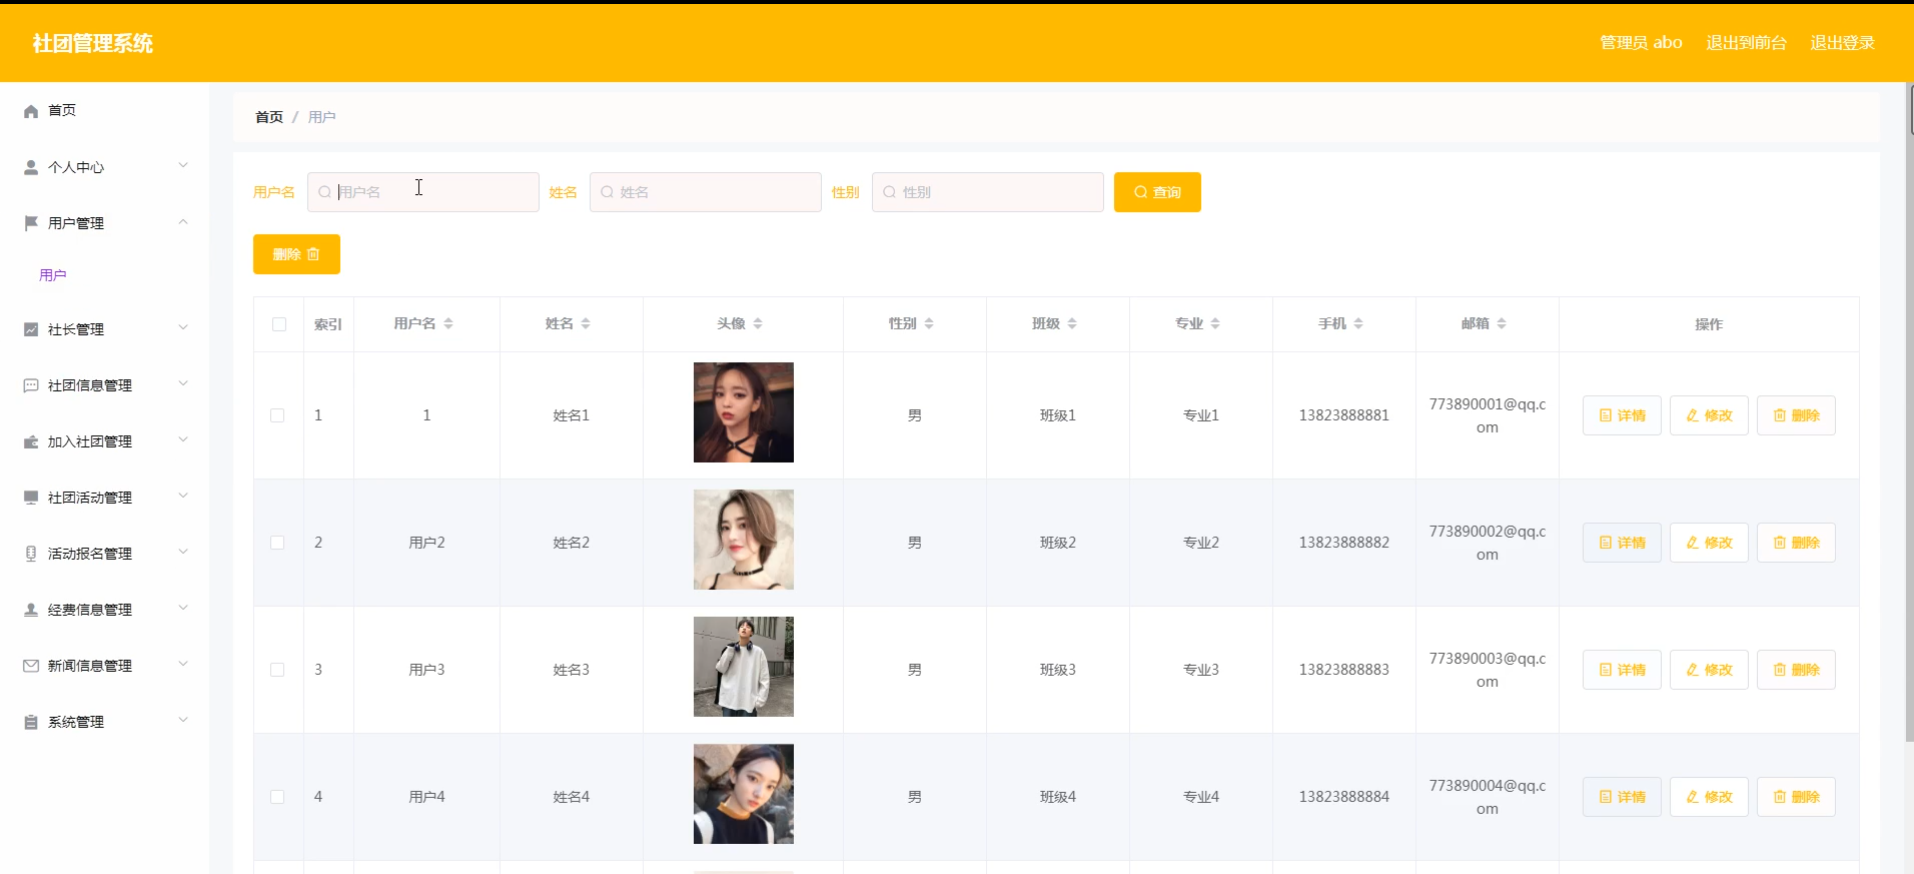 社团管理系统
管理员 abo 退出到前台 退出登录
首页
个人中心
用户管理
用户
社长管理
社团信息管理
加入社团管理
社团活动管理
活动报名管理
经费信息管理
新闻信息管理
系统管理
首页 / 用户
用户名 用户名 姓名 姓名 性别 性别 查询
删除
索引 用户名 姓名 头像 性别 班级 专业 手机 邮箱 操作
1 1 姓名1 男 班级1 专业1 13823888881 773890001@qq.c
om
详情 修改 删除
2 用户2 姓名2 男 班级2 专业2 13823888882 773890002@qq.c
om
详情 修改 删除
3 用户3 姓名3 男 班级3 专业3 13823888883 773890003@qq.c
om
详情 修改 删除
4 用户4 姓名4 男 班级4 专业4 13823888884 773890004@qq.c
om
详情 修改 删除